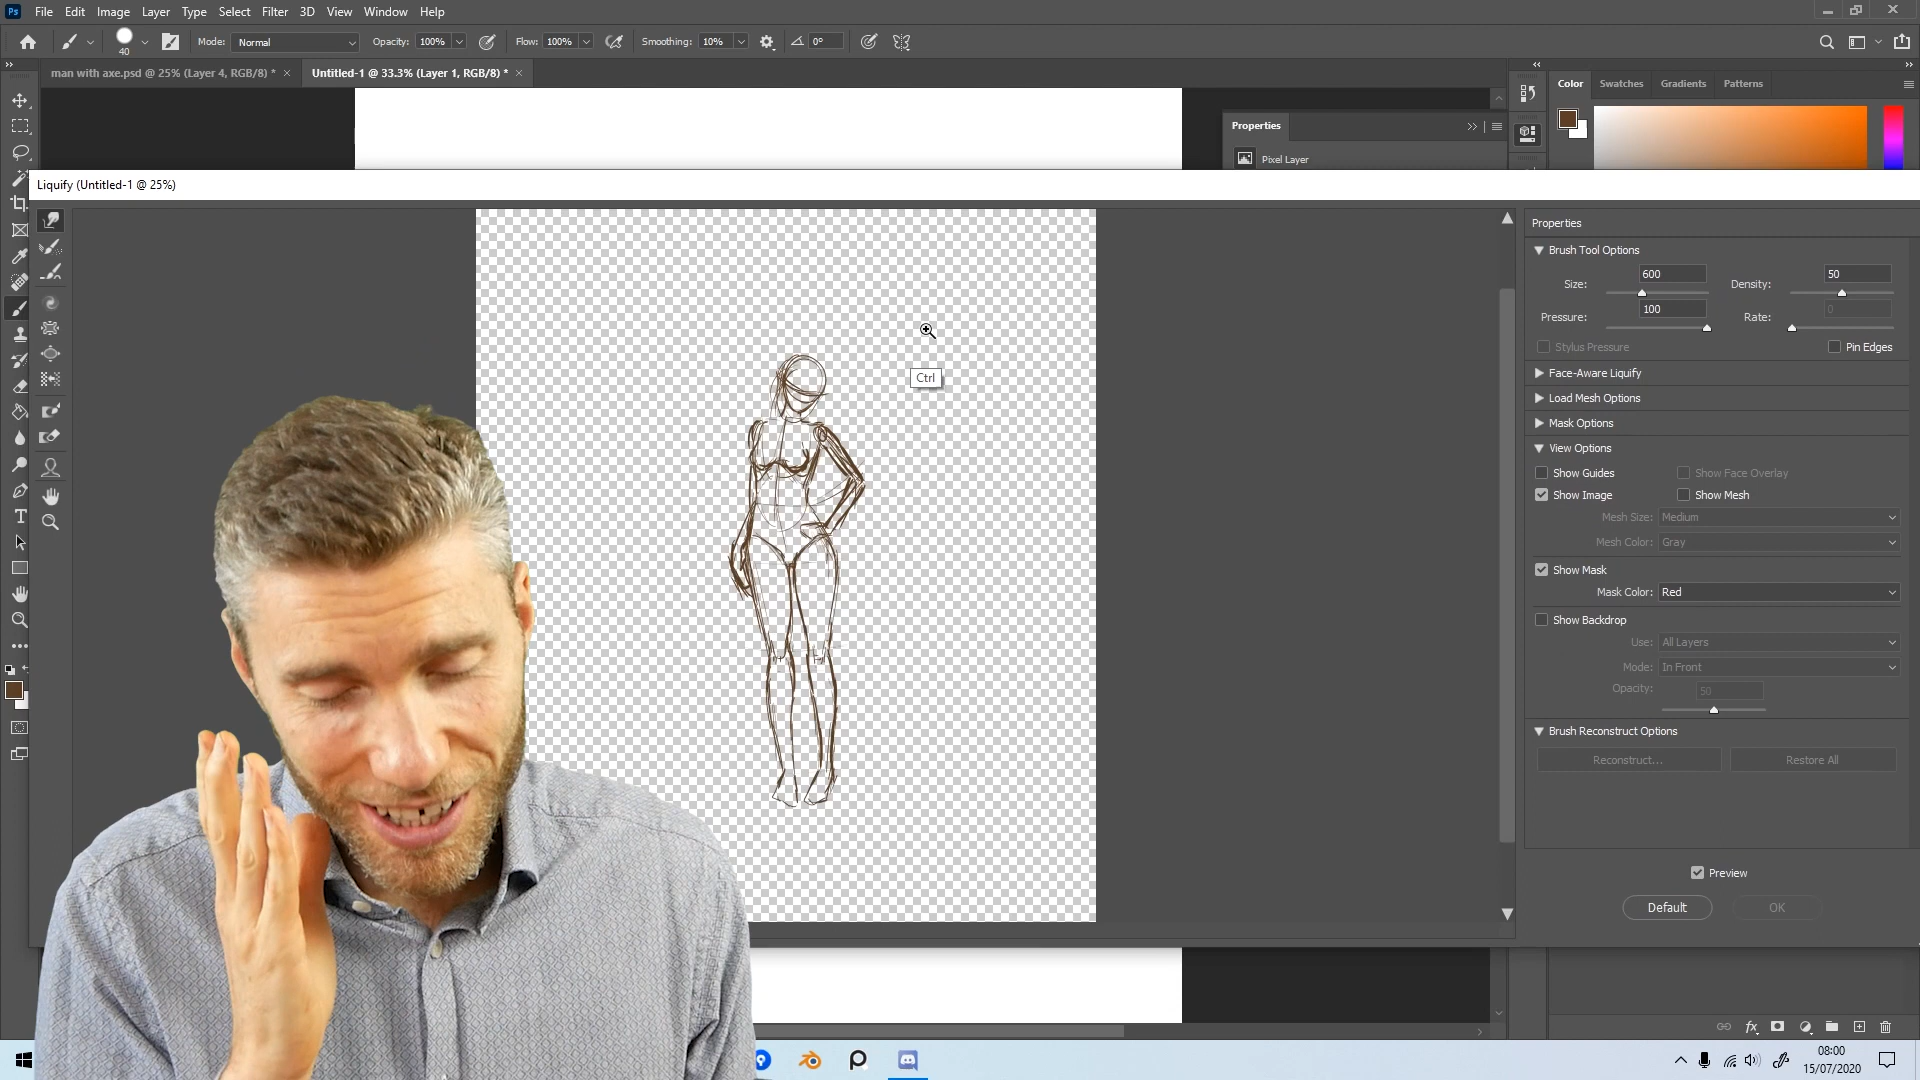 Ps File Edit Image Layer Type Select Filter 3D View Window Help
40 Mode: Normal Opacity: 100% Flow: 100% Smoothing: 10% 0°
man with axe.psd @ 25% (Layer 4, RGB/8) * × Untitled-1 @ 33.3% (Layer 1, RGB/8) * ×
Color Swatches Gradients Patterns
Properties
Pixel Layer
Liquify (Untitled-1 @ 25%)
Properties
Brush Tool Options
Size: 600 Density: 50
Pressure: 100 Rate: 0
Stylus Pressure Pin Edges
Face-Aware Liquify
Ctrl
Load Mesh Options
Mask Options
View Options
Show Guides Show Face Overlay
Show Image Show Mesh
Mesh Size: Medium
Mesh Color: Gray
Show Mask
Mask Color: Red
Show Backdrop
Use: All Layers
Mode: In Front
Opacity: 50
Brush Reconstruct Options
Reconstruct... Restore All
Preview
Default OK
fx
08:00
15/07/2020